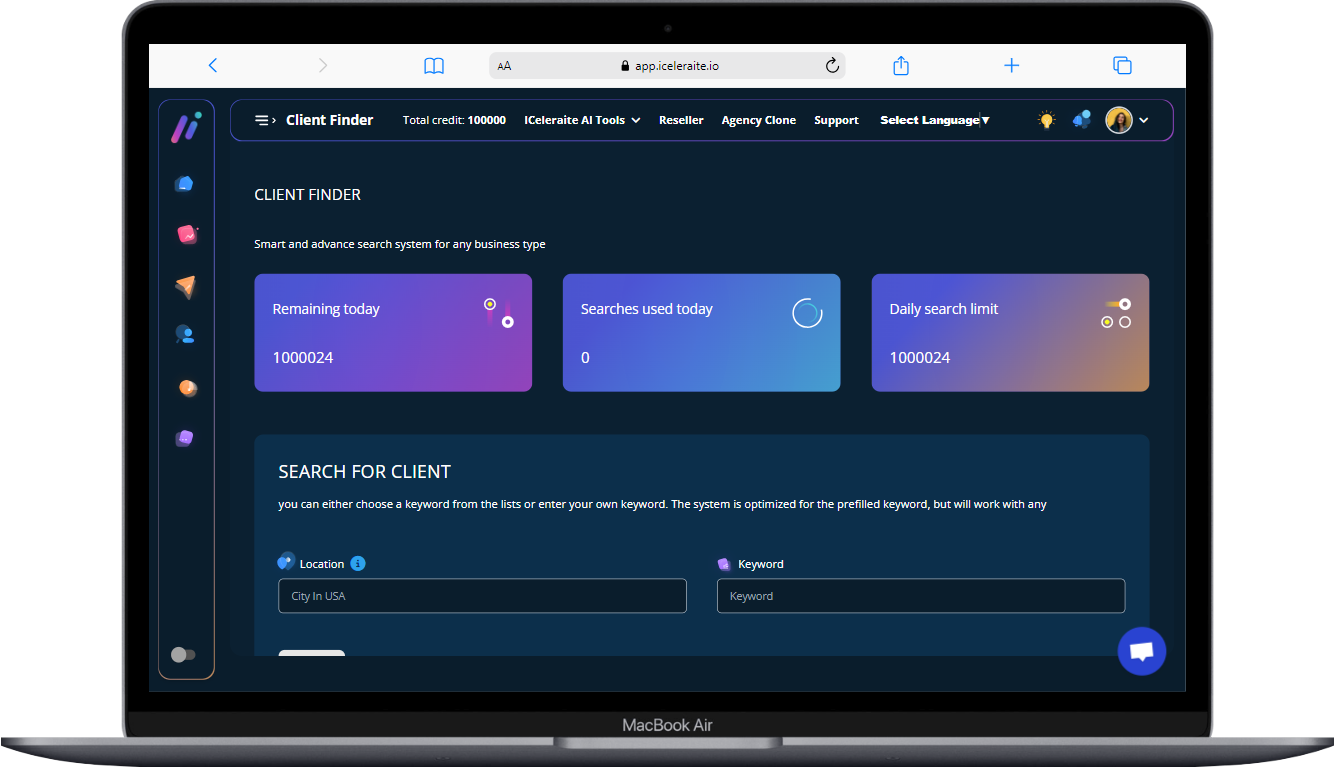 AA app.iceleraite.io
Client Finder Total credit: 100000 ICeleraite AI Tools Reseller Agency Clone Support Select Language▼
CLIENT FINDER
Smart and advance search system for any business type
Remaining today Searches used today Daily search limit
1000024 0 1000024
SEARCH FOR CLIENT
you can either choose a keyword from the lists or enter your own keyword. The system is optimized for the prefilled keyword, but will work with any
Location i Keyword
City In USA Keyword
MacBook Air